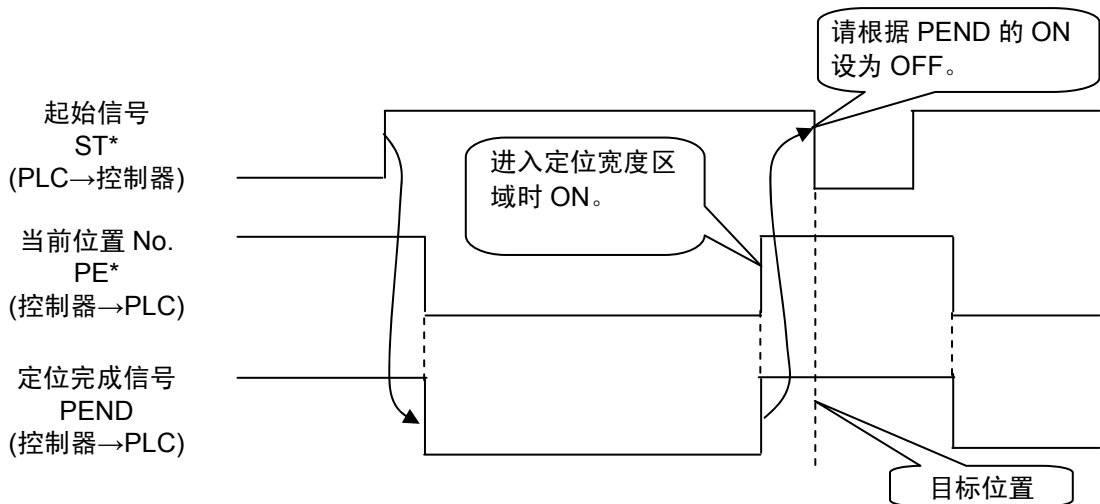 请根据 PEND 的 ON
设为 OFF。
起始信号
ST*
(PLC→控制器)
进入定位宽度区
域时 ON。
当前位置 No.
PE*
(控制器→PLC)
定位完成信号
PEND
(控制器→PLC)
目标位置